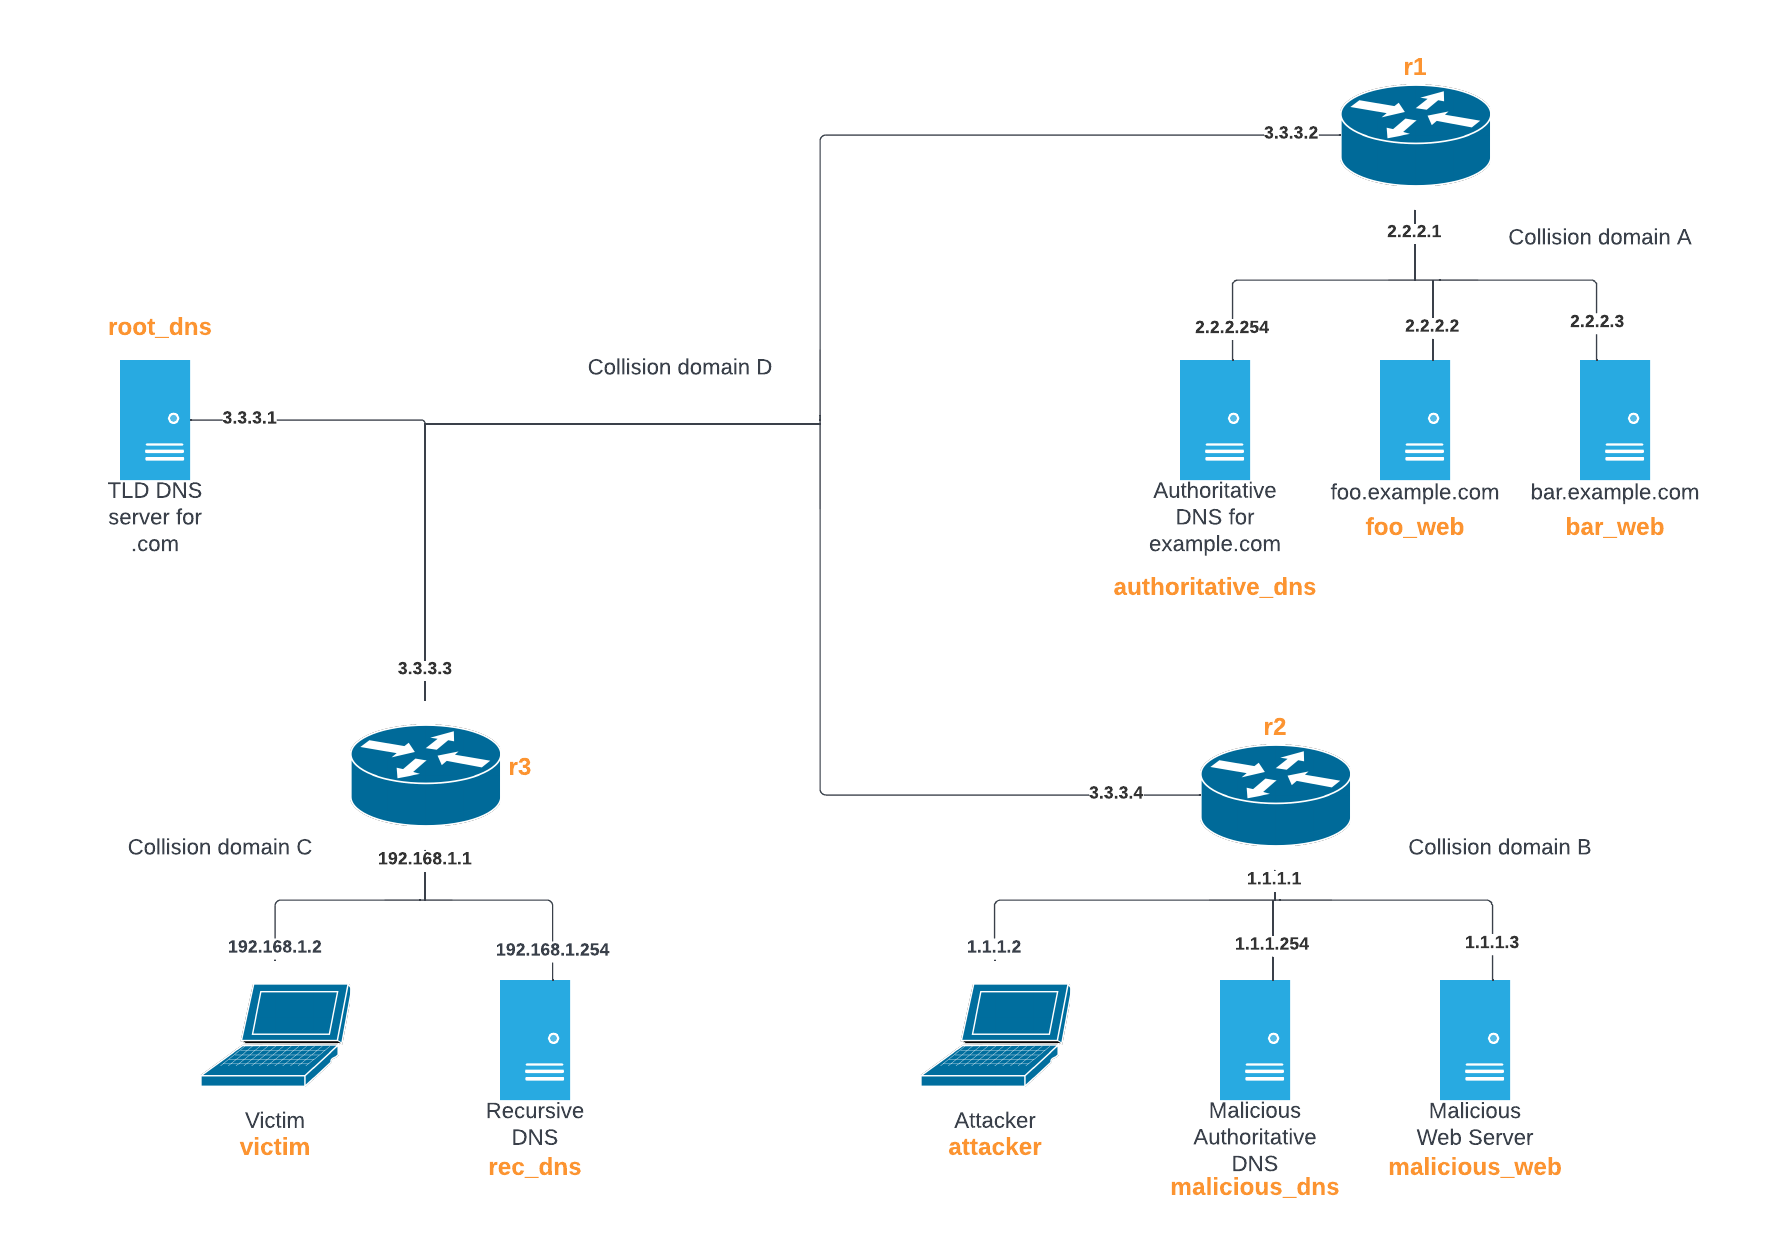 r1
3.3.3.2
2.2.2.1
Collision domain A
root_dns
2.2.2.254
2.2.2.2
2.2.2.3
Collision domain D
3.3.3.1
TLD DNS
server for
.com
Authoritative
DNS for
example.com
authoritative_dns
foo.example.com
foo_web
bar.example.com
bar_web
3.3.3.3
r3
r2
3.3.3.4
Collision domain C
192.168.1.1
Collision domain B
1.1.1.1
192.168.1.2
192.168.1.254
1.1.1.2
1.1.1.254
1.1.1.3
Victim
victim
Recursive
DNS
rec_dns
Attacker
attacker
Malicious
Authoritative
DNS
malicious_dns
Malicious
Web Server
malicious_web